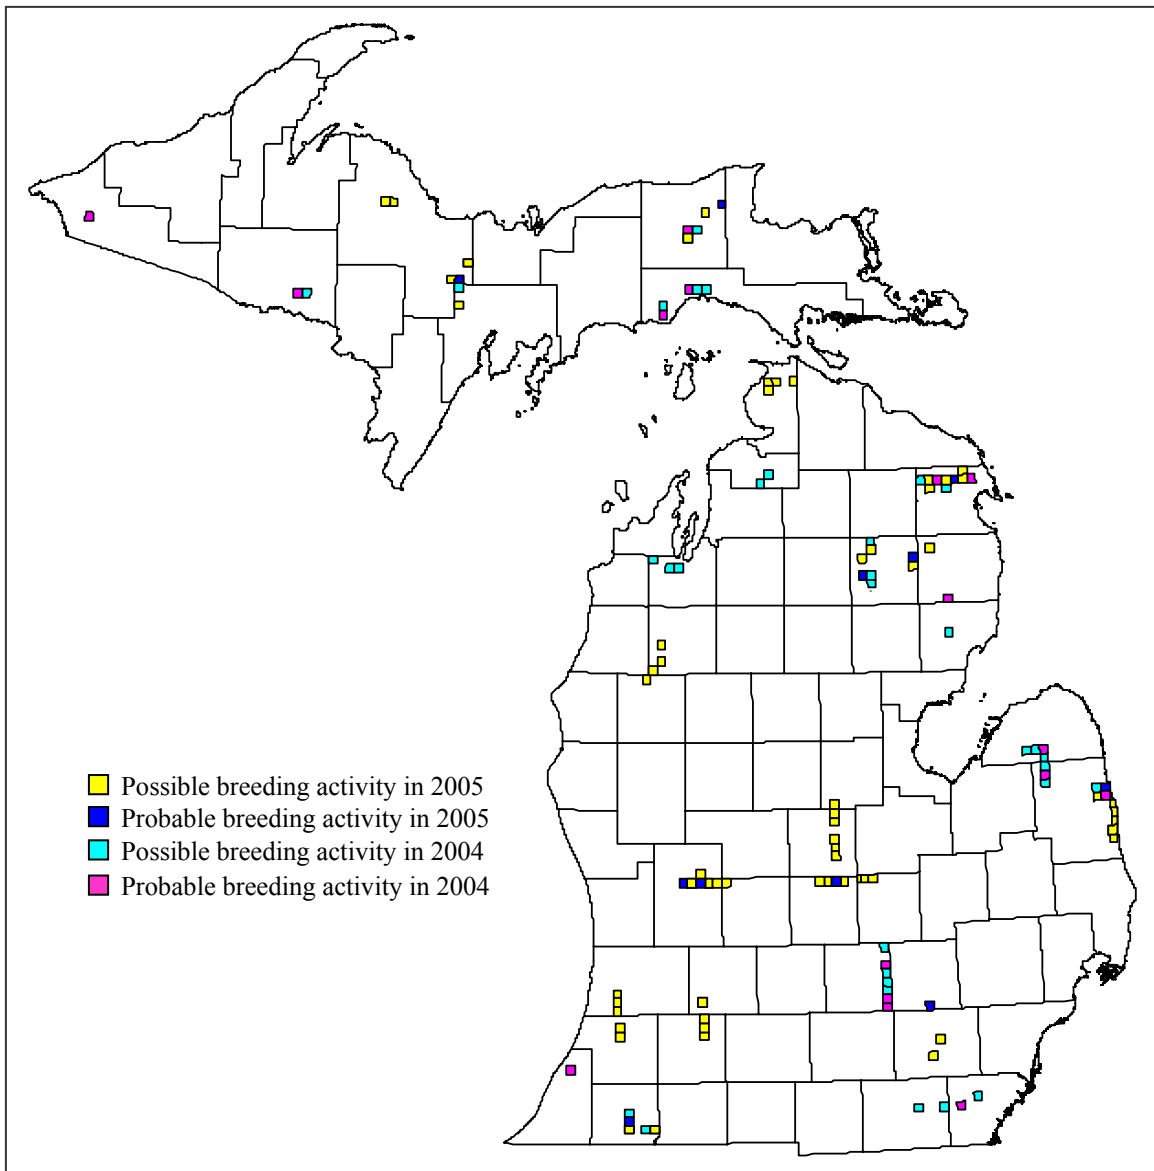 Possible breeding activity in 2005
Probable breeding activity in 2005
Possible breeding activity in 2004
Probable breeding activity in 2004